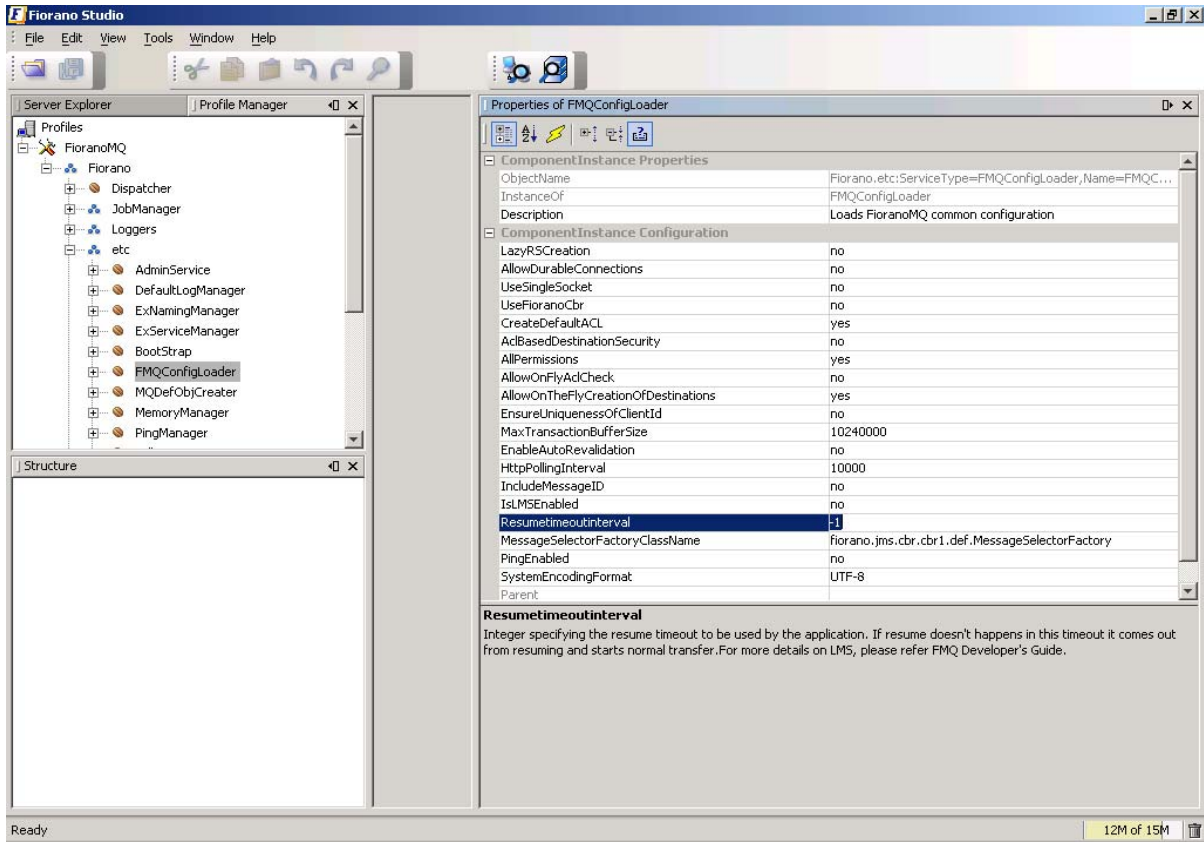 Fiorano Studio
File Edit View Tools Window Help
Server Explorer Profile Manager
Profiles
FioranoMQ
Fiorano
Dispatcher
JobManager
Loggers
etc
AdminService
DefaultLogManager
ExNamingManager
ExServiceManager
BootStrap
FMQConfigLoader
MQDefObjCreater
MemoryManager
PingManager
Structure
Properties of FMQConfigLoader
ComponentInstance Properties
ObjectName Fiorano.etc:ServiceType=FMQConfigLoader,Name=FMQC...
InstanceOf FMQConfigLoader
Description Loads FioranoMQ common configuration
ComponentInstance Configuration
LazyRSCreation no
AllowDurableConnections no
UseSingleSocket no
UseFioranoCbr no
CreateDefaultACL yes
AclBasedDestinationSecurity no
AllPermissions yes
AllowOnFlyAclCheck no
AllowOnTheFlyCreationOfDestinations yes
EnsureUniquenessOfClientId no
MaxTransactionBufferSize 10240000
EnableAutoRevalidation no
HttpPollingInterval 10000
IncludeMessageID no
IsLMSEnabled no
Resumetimeoutinterval -1
MessageSelectorFactoryClassName fiorano.jms.cbr.cbr1.def.MessageSelectorFactory
PingEnabled no
SystemEncodingFormat UTF-8
Parent
Resumetimeoutinterval
Integer specifying the resume timeout to be used by the application. If resume doesn't happens in this timeout it comes out
from resuming and starts normal transfer.For more details on LMS, please refer FMQ Developer's Guide.
Ready
12M of 15M